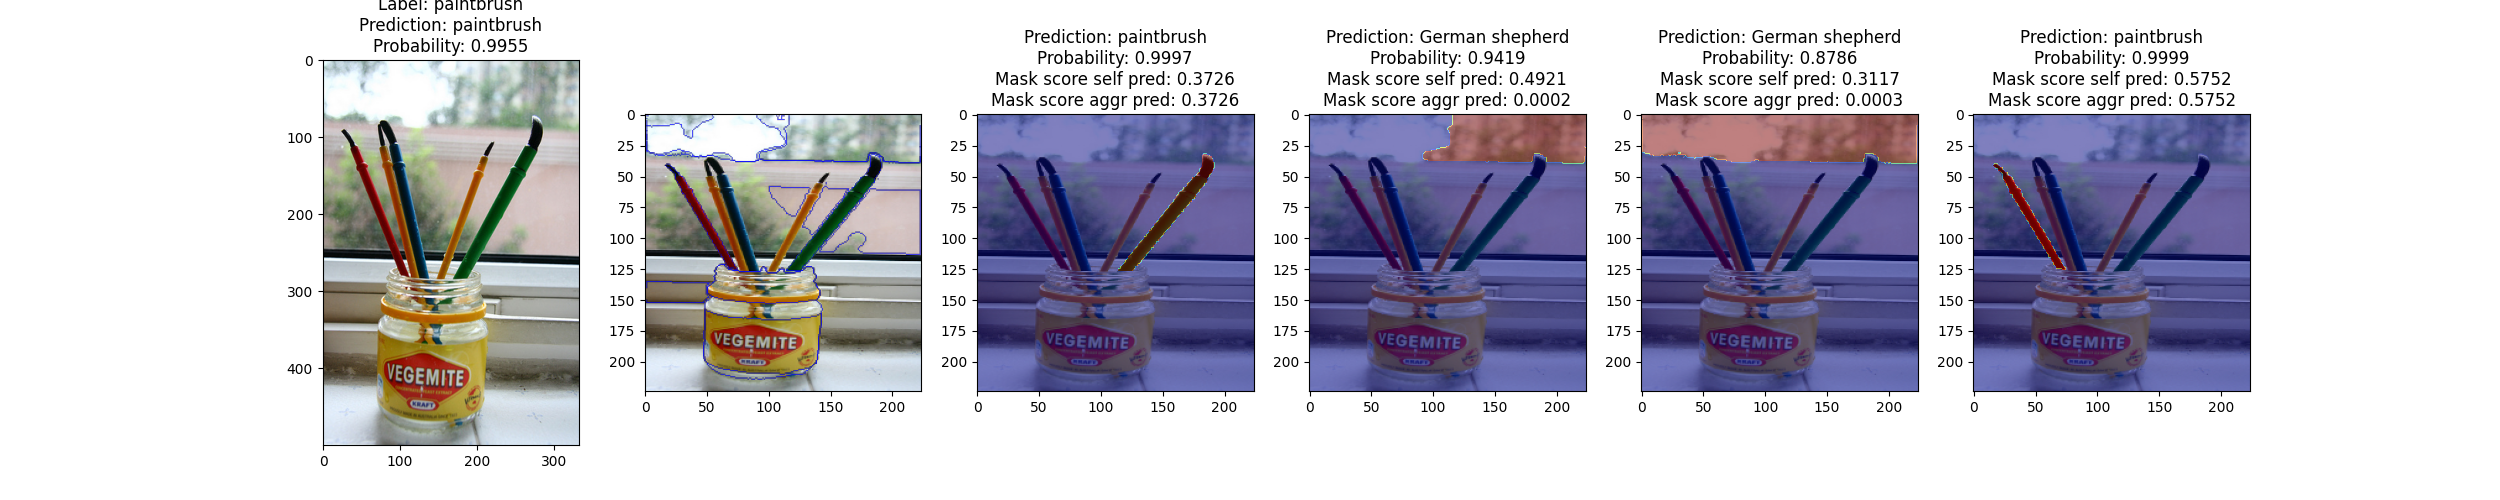 Label: paintbrush
Prediction: paintbrush
Probability: 0.9955
0
100
200
300
400
0 100 200 300
VEGEMITE
KRAFT
0
25
50
75
100
125
150
175
200
0 50 100 150 200
VEGEMITE
KRAFT
Prediction: paintbrush
Probability: 0.9997
Mask score self pred: 0.3726
Mask score aggr pred: 0.3726
0
25
50
75
100
125
150
175
200
0 50 100 150 200
VEGEMITE
KRAFT
Prediction: German shepherd
Probability: 0.9419
Mask score self pred: 0.4921
Mask score aggr pred: 0.0002
0
25
50
75
100
125
150
175
200
0 50 100 150 200
VEGEMITE
KRAFT
Prediction: German shepherd
Probability: 0.8786
Mask score self pred: 0.3117
Mask score aggr pred: 0.0003
0
25
50
75
100
125
150
175
200
0 50 100 150 200
VEGEMITE
KRAFT
Prediction: paintbrush
Probability: 0.9999
Mask score self pred: 0.5752
Mask score aggr pred: 0.5752
0
25
50
75
100
125
150
175
200
0 50 100 150 200
VEGEMITE
KRAFT